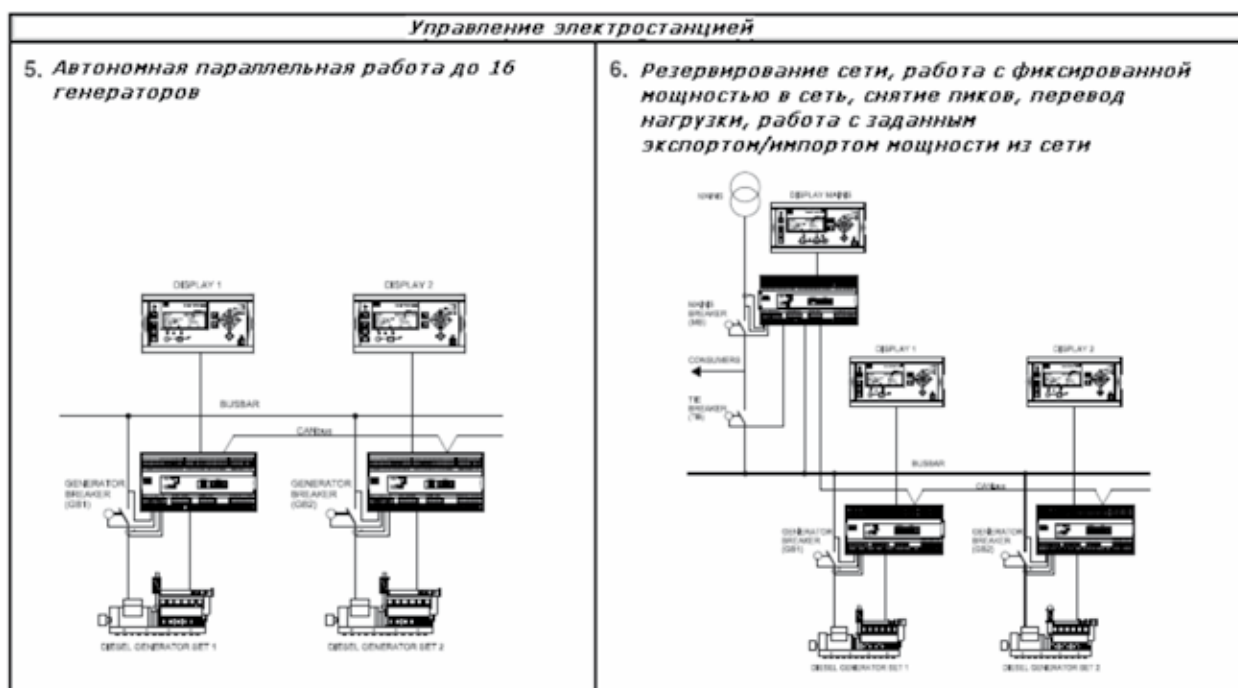 Управление электростанцией
5. Автономная параллельная работа до 16
генераторов
DISPLAY 1
DISPLAY 2
BUSBAR
CANbus
GENERATOR
BREAKER
(GB1)
GENERATOR
BREAKER
(GB2)
DIESEL GENERATOR SET 1
DIESEL GENERATOR SET 2
6. Резервирование сети, работа с фиксированной
мощностью в сеть, снятие пиков, перевод
нагрузки, работа с заданным
экспортом/импортом мощности из сети
MAINS
DISPLAY MAINS
MAINS
BREAKER
(MB)
CONSUMERS
TIE
BREAKER
(TB)
DISPLAY 1
DISPLAY 2
BUSBAR
CANbus
GENERATOR
BREAKER
(GB1)
GENERATOR
BREAKER
(GB2)
DIESEL GENERATOR SET 1
DIESEL GENERATOR SET 2